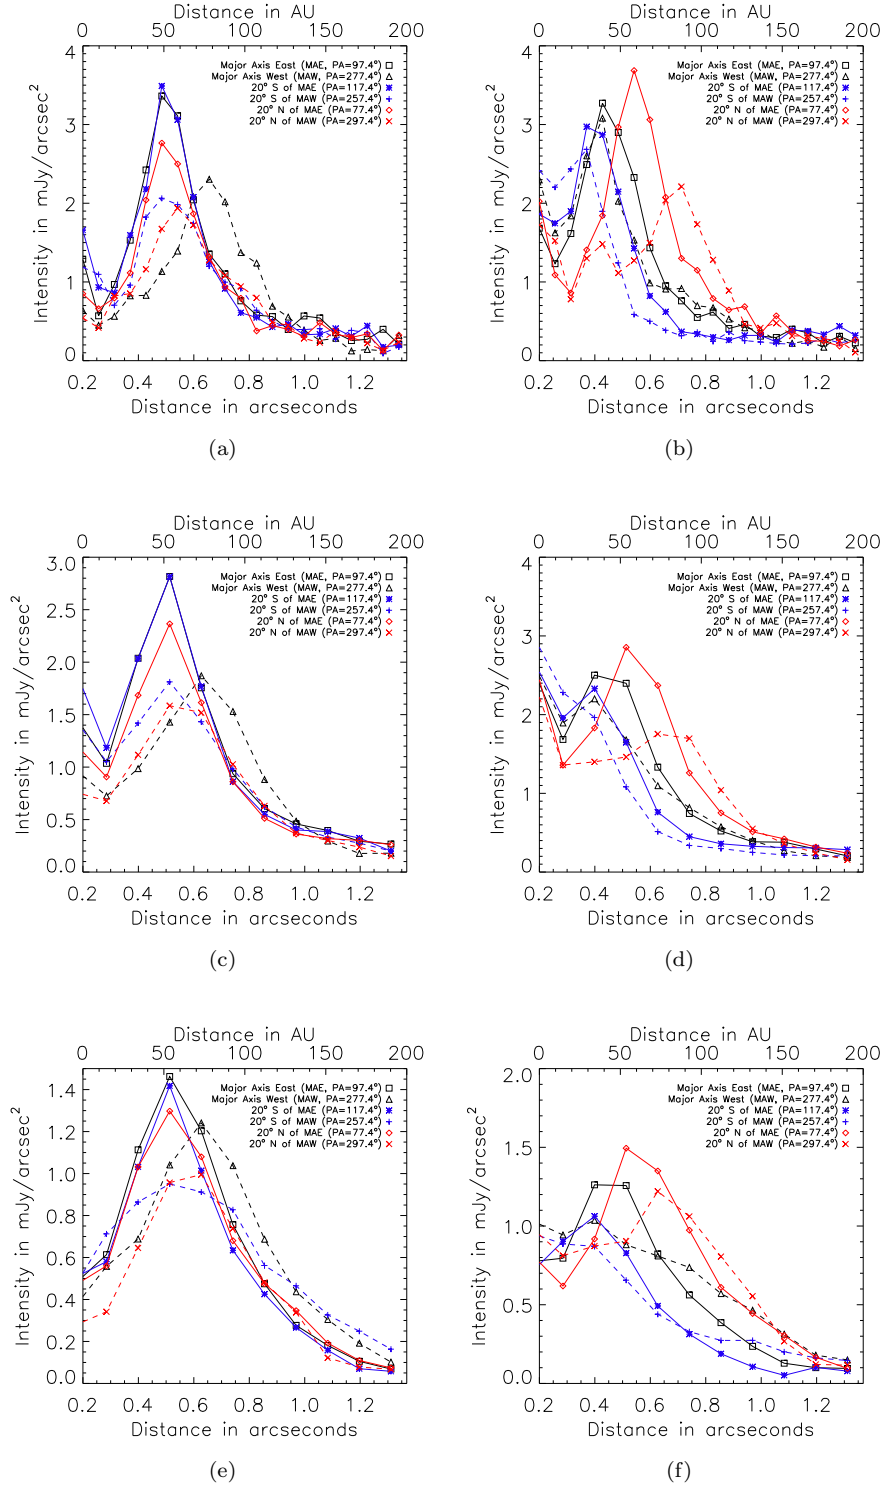 Distance in AU
0 50 100 150 200
4
3
2
1
0
Intensity in mJy/arcsec²
Major Axis East (MAE, PA=97.4°)
Major Axis West (MAW, PA=277.4°)
20° S of MAE (PA=117.4°)
20° S of MAW (PA=257.4°)
20° N of MAE (PA=77.4°)
20° N of MAW (PA=297.4°)
0.2 0.4 0.6 0.8 1.0 1.2
Distance in arcseconds
(a)
Distance in AU
0 50 100 150 200
4
3
2
1
0
Intensity in mJy/arcsec²
Major Axis East (MAE, PA=97.4°)
Major Axis West (MAW, PA=277.4°)
20° S of MAE (PA=117.4°)
20° S of MAW (PA=257.4°)
20° N of MAE (PA=77.4°)
20° N of MAW (PA=297.4°)
0.2 0.4 0.6 0.8 1.0 1.2
Distance in arcseconds
(b)
Distance in AU
0 50 100 150 200
3.0
2.5
2.0
1.5
1.0
0.5
0.0
Intensity in mJy/arcsec²
Major Axis East (MAE, PA=97.4°)
Major Axis West (MAW, PA=277.4°)
20° S of MAE (PA=117.4°)
20° S of MAW (PA=257.4°)
20° N of MAE (PA=77.4°)
20° N of MAW (PA=297.4°)
0.2 0.4 0.6 0.8 1.0 1.2
Distance in arcseconds
(c)
Distance in AU
0 50 100 150 200
4
3
2
1
0
Intensity in mJy/arcsec²
Major Axis East (MAE, PA=97.4°)
Major Axis West (MAW, PA=277.4°)
20° S of MAE (PA=117.4°)
20° S of MAW (PA=257.4°)
20° N of MAE (PA=77.4°)
20° N of MAW (PA=297.4°)
0.2 0.4 0.6 0.8 1.0 1.2
Distance in arcseconds
(d)
Distance in AU
0 50 100 150 200
1.4
1.2
1.0
0.8
0.6
0.4
0.2
0.0
Intensity in mJy/arcsec²
Major Axis East (MAE, PA=97.4°)
Major Axis West (MAW, PA=277.4°)
20° S of MAE (PA=117.4°)
20° S of MAW (PA=257.4°)
20° N of MAE (PA=77.4°)
20° N of MAW (PA=297.4°)
0.2 0.4 0.6 0.8 1.0 1.2
Distance in arcseconds
(e)
Distance in AU
0 50 100 150 200
2.0
1.5
1.0
0.5
0.0
Intensity in mJy/arcsec²
Major Axis East (MAE, PA=97.4°)
Major Axis West (MAW, PA=277.4°)
20° S of MAE (PA=117.4°)
20° S of MAW (PA=257.4°)
20° N of MAE (PA=77.4°)
20° N of MAW (PA=297.4°)
0.2 0.4 0.6 0.8 1.0 1.2
Distance in arcseconds
(f)